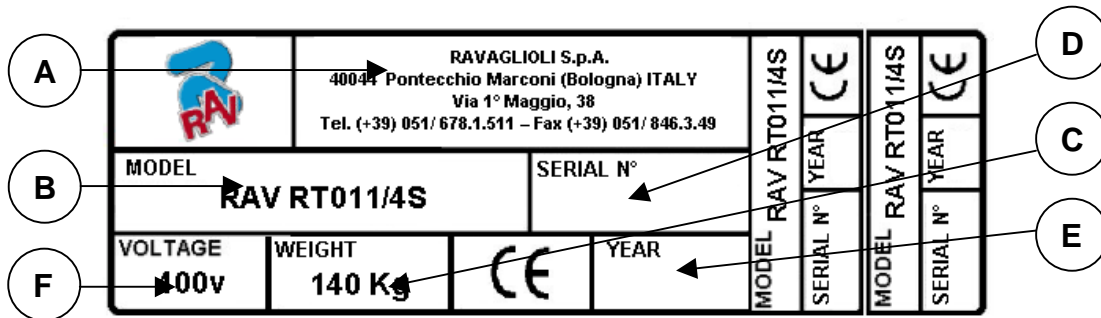 A
B
F
D
C
E
RAV
RAVAGLIOLI S.p.A.
40044 Pontecchio Marconi (Bologna) ITALY
Via 1° Maggio, 38
Tel. (+39) 051/ 678.1.511 – Fax (+39) 051/ 846.3.49
MODEL
RAV RT011/4S
SERIAL N°
VOLTAGE
400v
WEIGHT
140 Kg
CE
YEAR
MODEL RAV RT011/4S
SERIAL N°
YEAR
CE
MODEL RAV RT011/4S
SERIAL N°
YEAR
CE